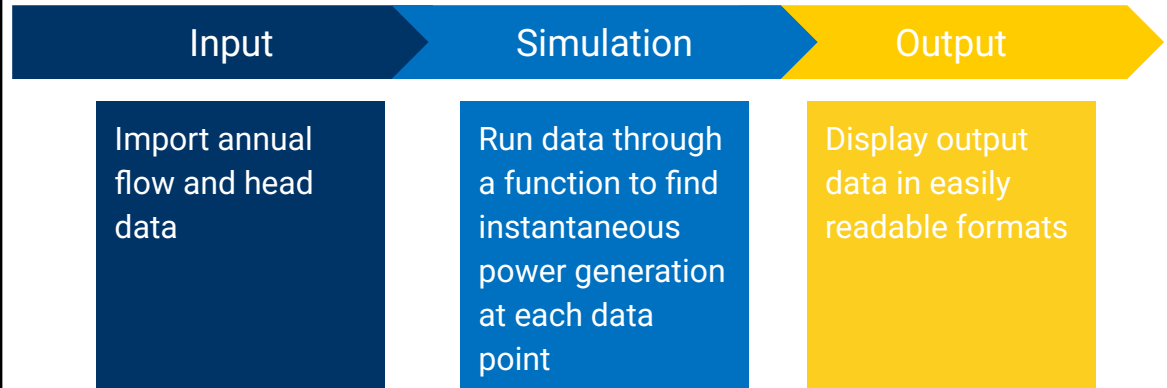 Input
Simulation
Output
Import annual
flow and head
data
Run data through
a function to find
instantaneous
power generation
at each data
point
Display output
data in easily
readable formats